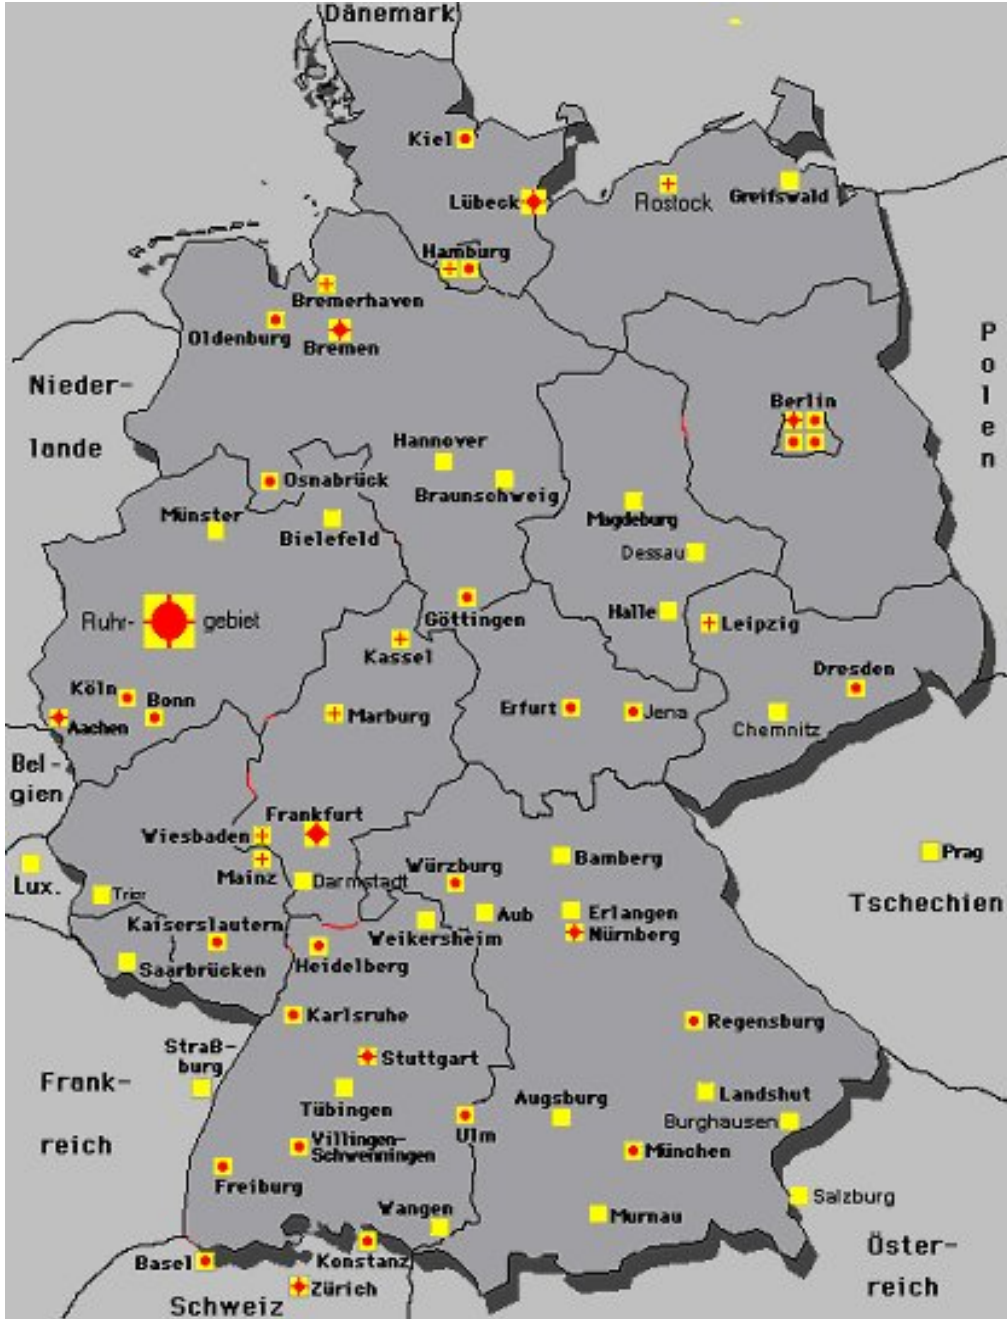 Dänemark
Kiel
Lübeck
Rostock
Greifswald
Hamburg
Bremerhaven
Oldenburg
Bremen
Nieder-
lande
Polen
Berlin
Hannover
Osnabrück
Braunschweig
Münster
Bielefeld
Magdeburg
Dessau
Ruhr-
gebiet
Göttingen
Halle
Leipzig
Kassel
Köln
Bonn
Aachen
Marburg
Erfurt
Jena
Dresden
Chemnitz
Bel-
gien
Frankfurt
Wiesbaden
Mainz
Darmstadt
Würzburg
Bamberg
Prag
Lux.
Trier
Tschechien
Kaiserslautern
Weikersheim
Aub
Erlangen
Nürnberg
Saarbrücken
Heidelberg
Karlsruhe
Regensburg
Straß-
burg
Stuttgart
Frank-
reich
Tübingen
Augsburg
Landshut
Burghausen
Ulm
Villingen-
Schwenningen
München
Freiburg
Wangen
Murnau
Salzburg
Basel
Konstanz
Öster-
reich
Zürich
Schweiz